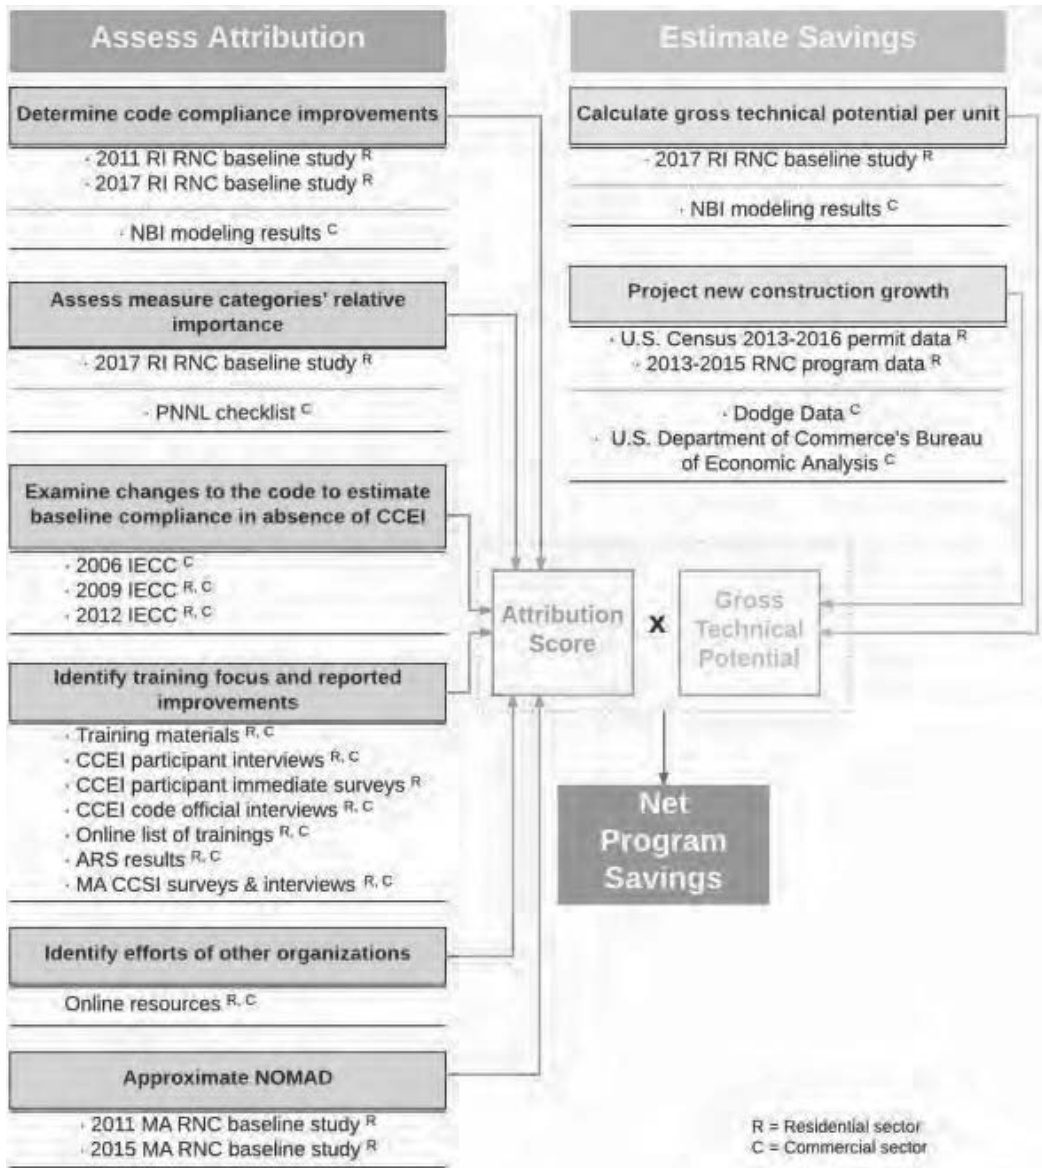 Assess Attribution
Determine code compliance improvements
· 2011 RI RNC baseline study R
· 2017 RI RNC baseline study R
· NBI modeling results C
Assess measure categories' relative
importance
· 2017 RI RNC baseline study R
· PNNL checklist C
Examine changes to the code to estimate
baseline compliance in absence of CCEI
· 2006 IECC C
· 2009 IECC R, C
· 2012 IECC R, C
Identify training focus and reported
improvements
· Training materials R, C
· CCEI participant interviews R, C
· CCEI participant immediate surveys R
· CCEI code official interviews R, C
· Online list of trainings R, C
· ARS results R, C
· MA CCSI surveys & interviews R, C
Identify efforts of other organizations
Online resources R, C
Approximate NOMAD
· 2011 MA RNC baseline study R
· 2015 MA RNC baseline study R
Estimate Savings
Calculate gross technical potential per unit
· 2017 RI RNC baseline study R
· NBI modeling results C
Project new construction growth
· U.S. Census 2013-2016 permit data R
· 2013-2015 RNC program data R
· Dodge Data C
· U.S. Department of Commerce's Bureau
of Economic Analysis C
Attribution
Score
x
Gross
Technical
Potential
Net
Program
Savings
R = Residential sector
C = Commercial sector